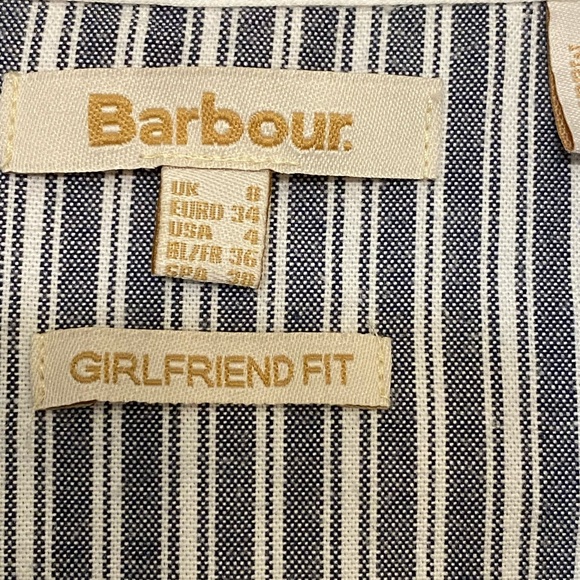 Barbour.
UK 8
EURO 34
USA 4
BL/FR 36
GIRLFRIEND FIT